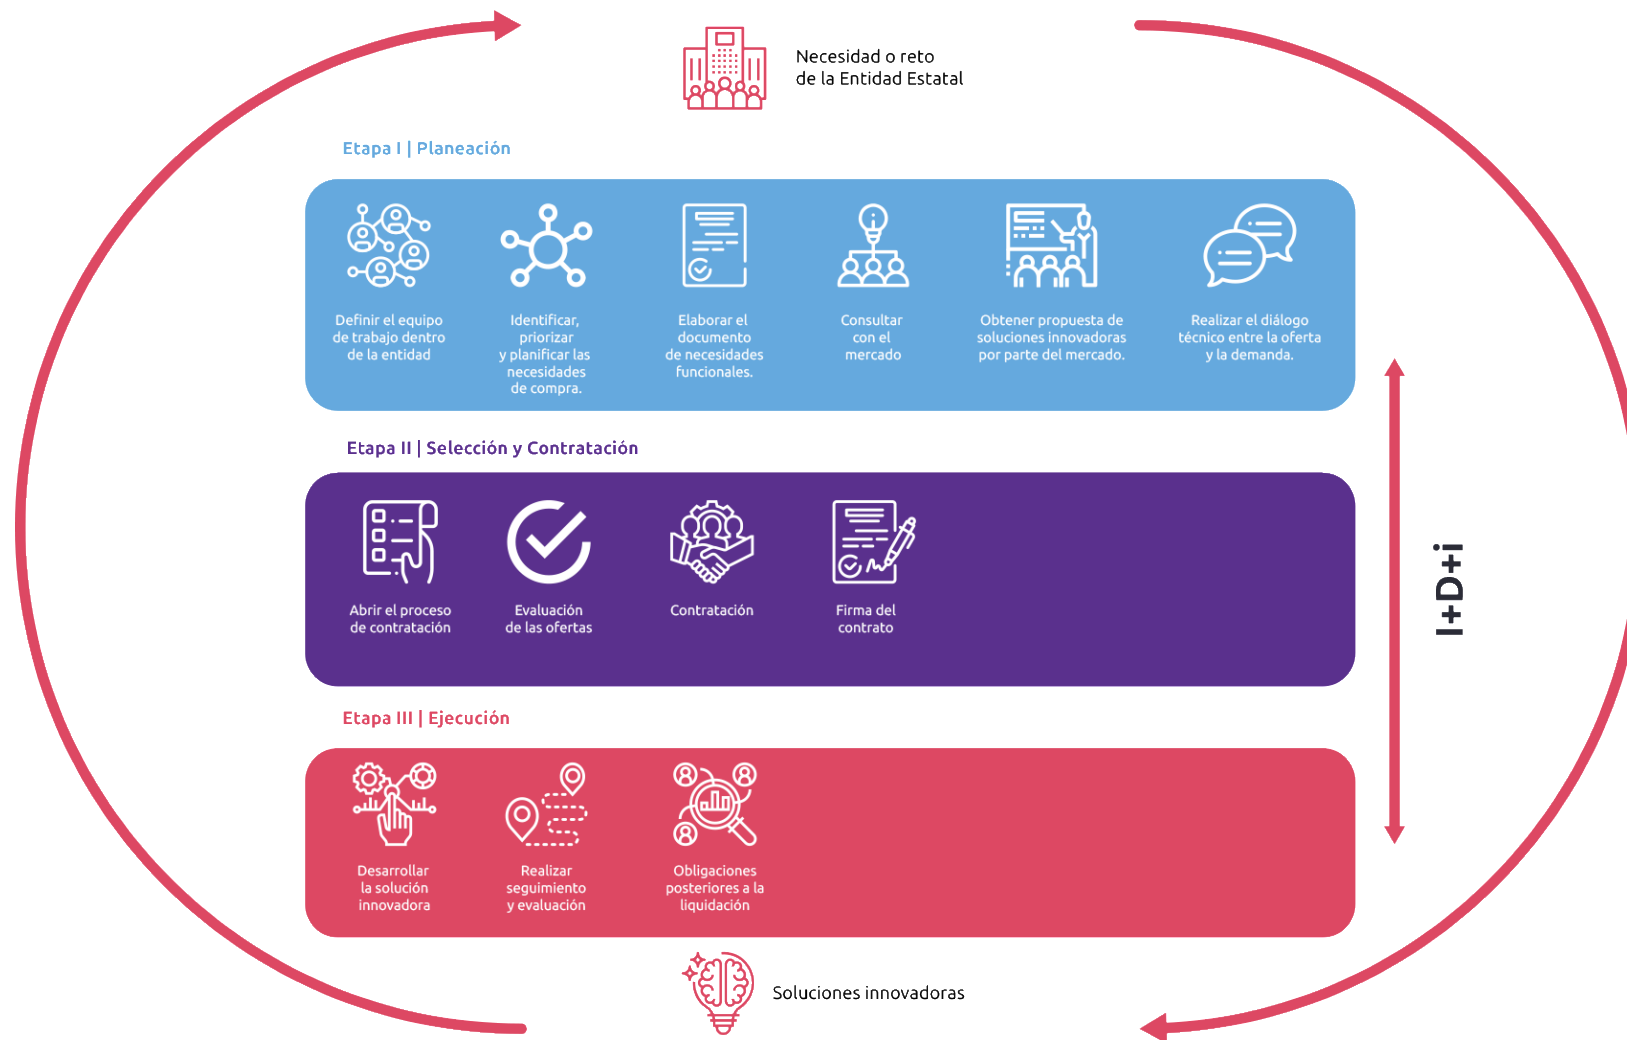 Necesidad o reto
de la Entidad Estatal
Etapa I | Planeación
Definir el equipo
de trabajo dentro
de la entidad
Identificar,
priorizar
y planificar las
necesidades
de compra.
Elaborar el
documento
de necesidades
funcionales.
Consultar
con el
mercado
Obtener propuesta de
soluciones innovadoras
por parte del mercado.
Realizar el diálogo
técnico entre la oferta
y la demanda.
Etapa II | Selección y Contratación
Abrir el proceso
de contratación
Evaluación
de las ofertas
Contratación
Firma del
contrato
I+D+i
Etapa III | Ejecución
Desarrollar
la solución
innovadora
Realizar
seguimiento
y evaluación
Obligaciones
posteriores a la
liquidación
Soluciones innovadoras